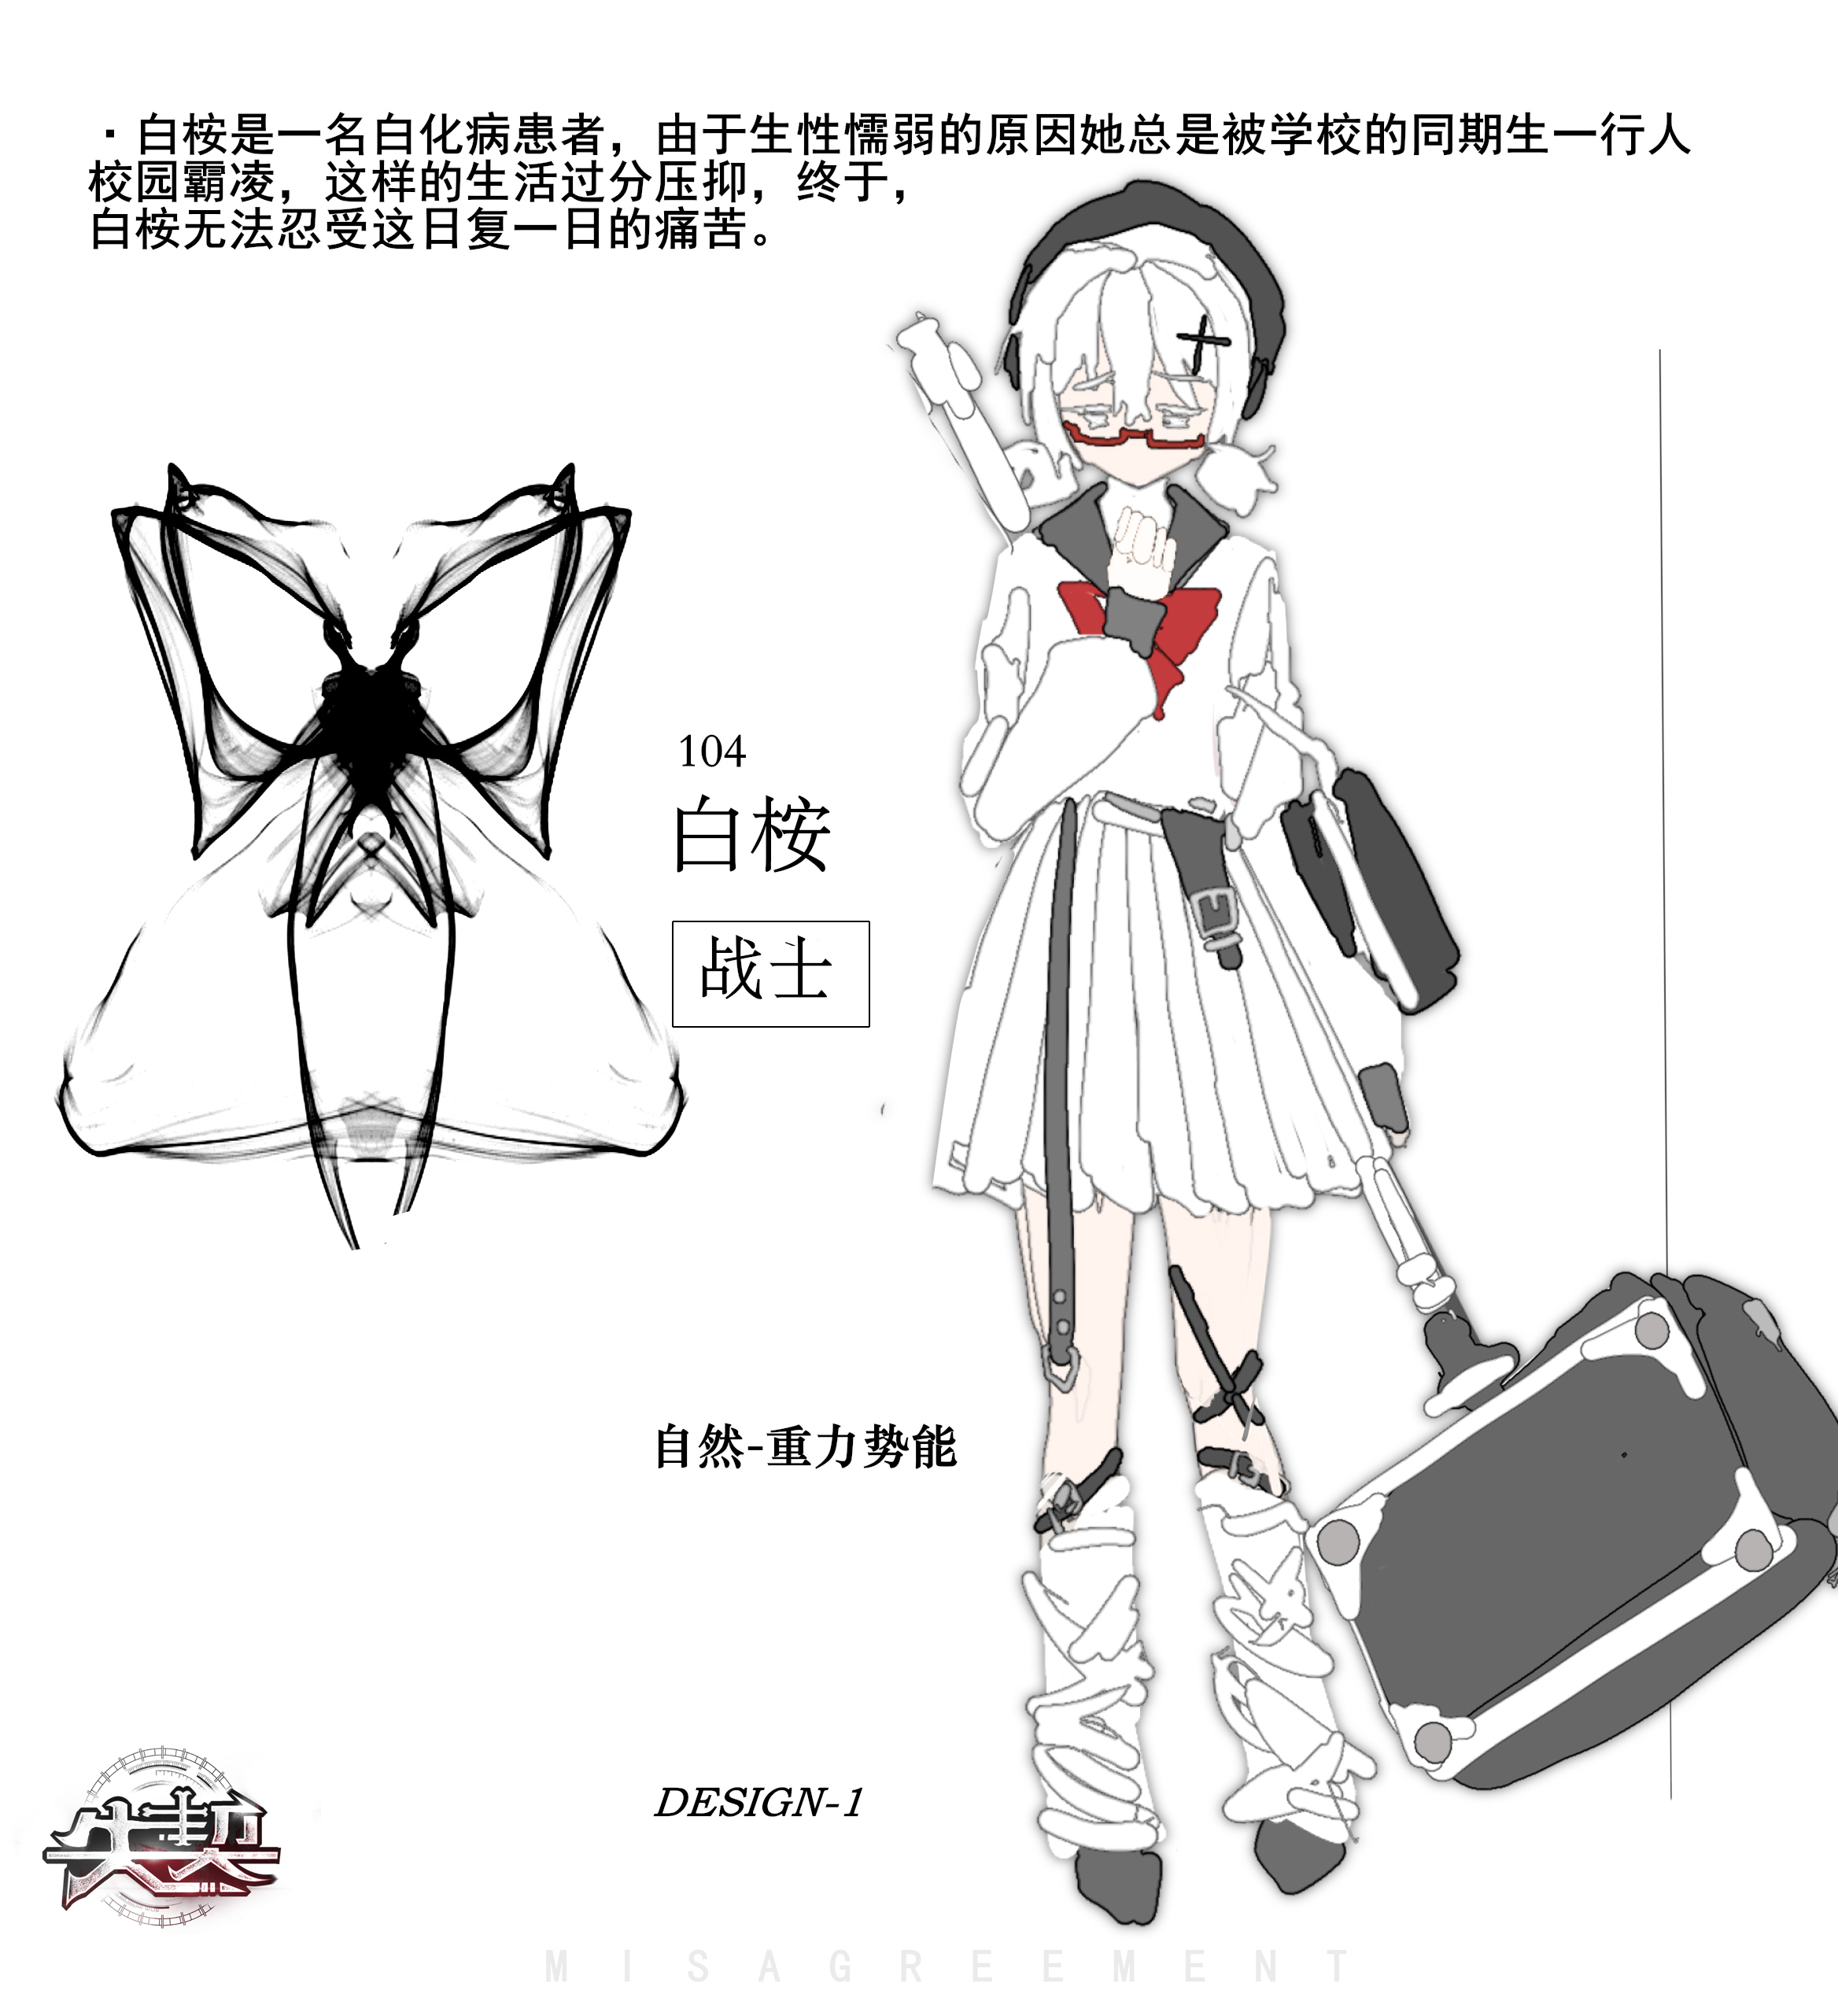 ·白桉是一名白化病患者，由于生性懦弱的原因她总是被学校的同期生一行人
校园霸凌，这样的生活过分压抑，终于，
白桉无法忍受这日复一日的痛苦。
104
白桉
战士
自然-重力势能
DESIGN-1
失契
MISAGREEMENT